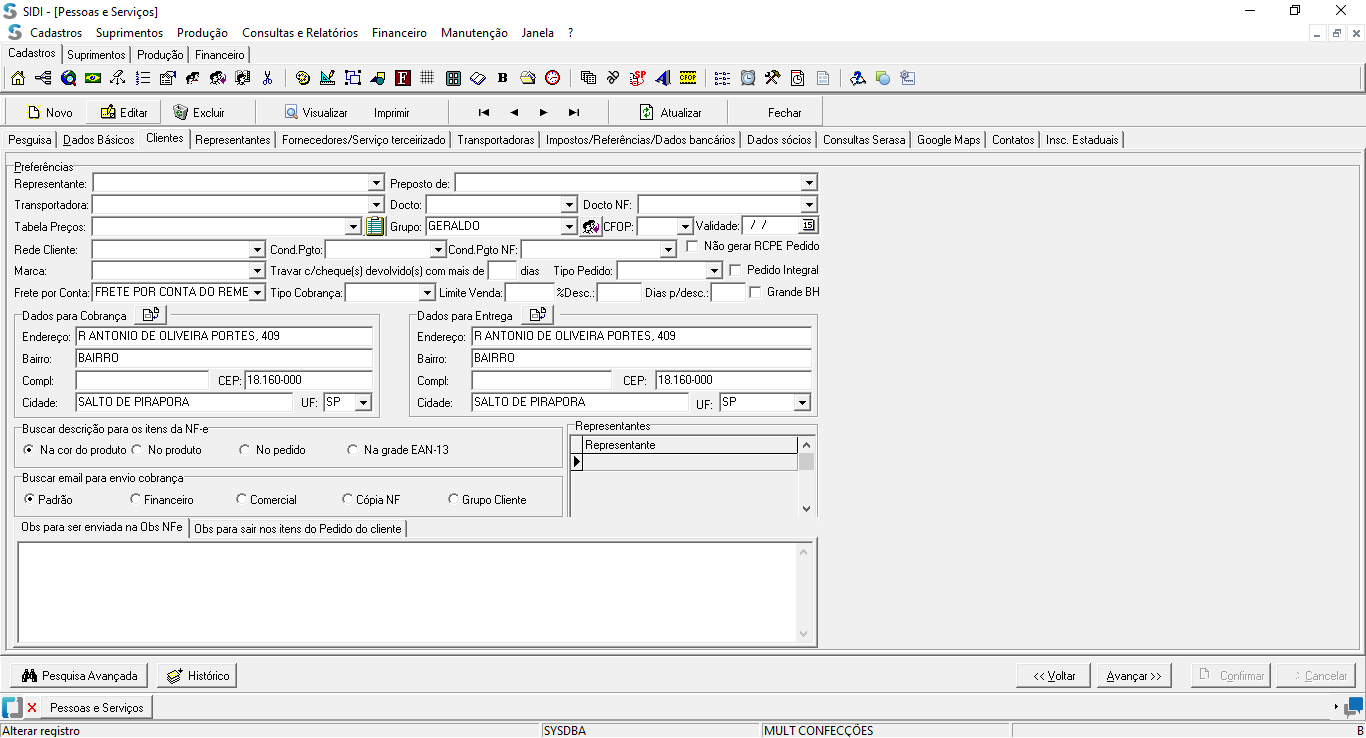 SIDI - [Pessoas e Serviços]
Cadastros Suprimentos Produção Consultas e Relatórios Financeiro Manutenção Janela ?
Cadastros Suprimentos Produção Financeiro
Novo Editar Excluir Visualizar Imprimir Atualizar Fechar
Pesquisa Dados Básicos Clientes Representantes Fornecedores/Serviço terceirizado Transportadoras Impostos/Referências/Dados bancários Dados sócios Consultas Serasa Google Maps Contatos Insc. Estaduais
Preferências
Representante: Preposto de:
Transportadora: Docto: Docto NF:
Tabela Preços: Grupo: GERALDO CFOP: Validade: / / 15
Rede Cliente: Cond.Pgto: Cond.Pgto NF: Não gerar RCPE Pedido
Marca: Travar c/cheque(s) devolvido(s) com mais de dias Tipo Pedido: Pedido Integral
Frete por Conta: FRETE POR CONTA DO REME Tipo Cobrança: Limite Venda: %Desc.: Dias p/desc.: Grande BH
Dados para Cobrança Dados para Entrega
Endereço: R ANTONIO DE OLIVEIRA PORTES, 409 Endereço: R ANTONIO DE OLIVEIRA PORTES, 409
Bairro: BAIRRO Bairro: BAIRRO
Compl: CEP: 18.160-000 Compl: CEP: 18.160-000
Cidade: SALTO DE PIRAPORA UF: SP Cidade: SALTO DE PIRAPORA UF: SP
Buscar descrição para os itens da NF-e Representantes
Na cor do produto No produto No pedido Na grade EAN-13 Representante
Buscar email para envio cobrança
Padrão Financeiro Comercial Cópia NF Grupo Cliente
Obs para ser enviada na Obs NFe Obs para sair nos itens do Pedido do cliente
Pesquisa Avançada Histórico << Voltar Avançar >> Confirmar Cancelar
Pessoas e Serviços
Alterar registro SYSDBA MULT CONFECÇÕES B